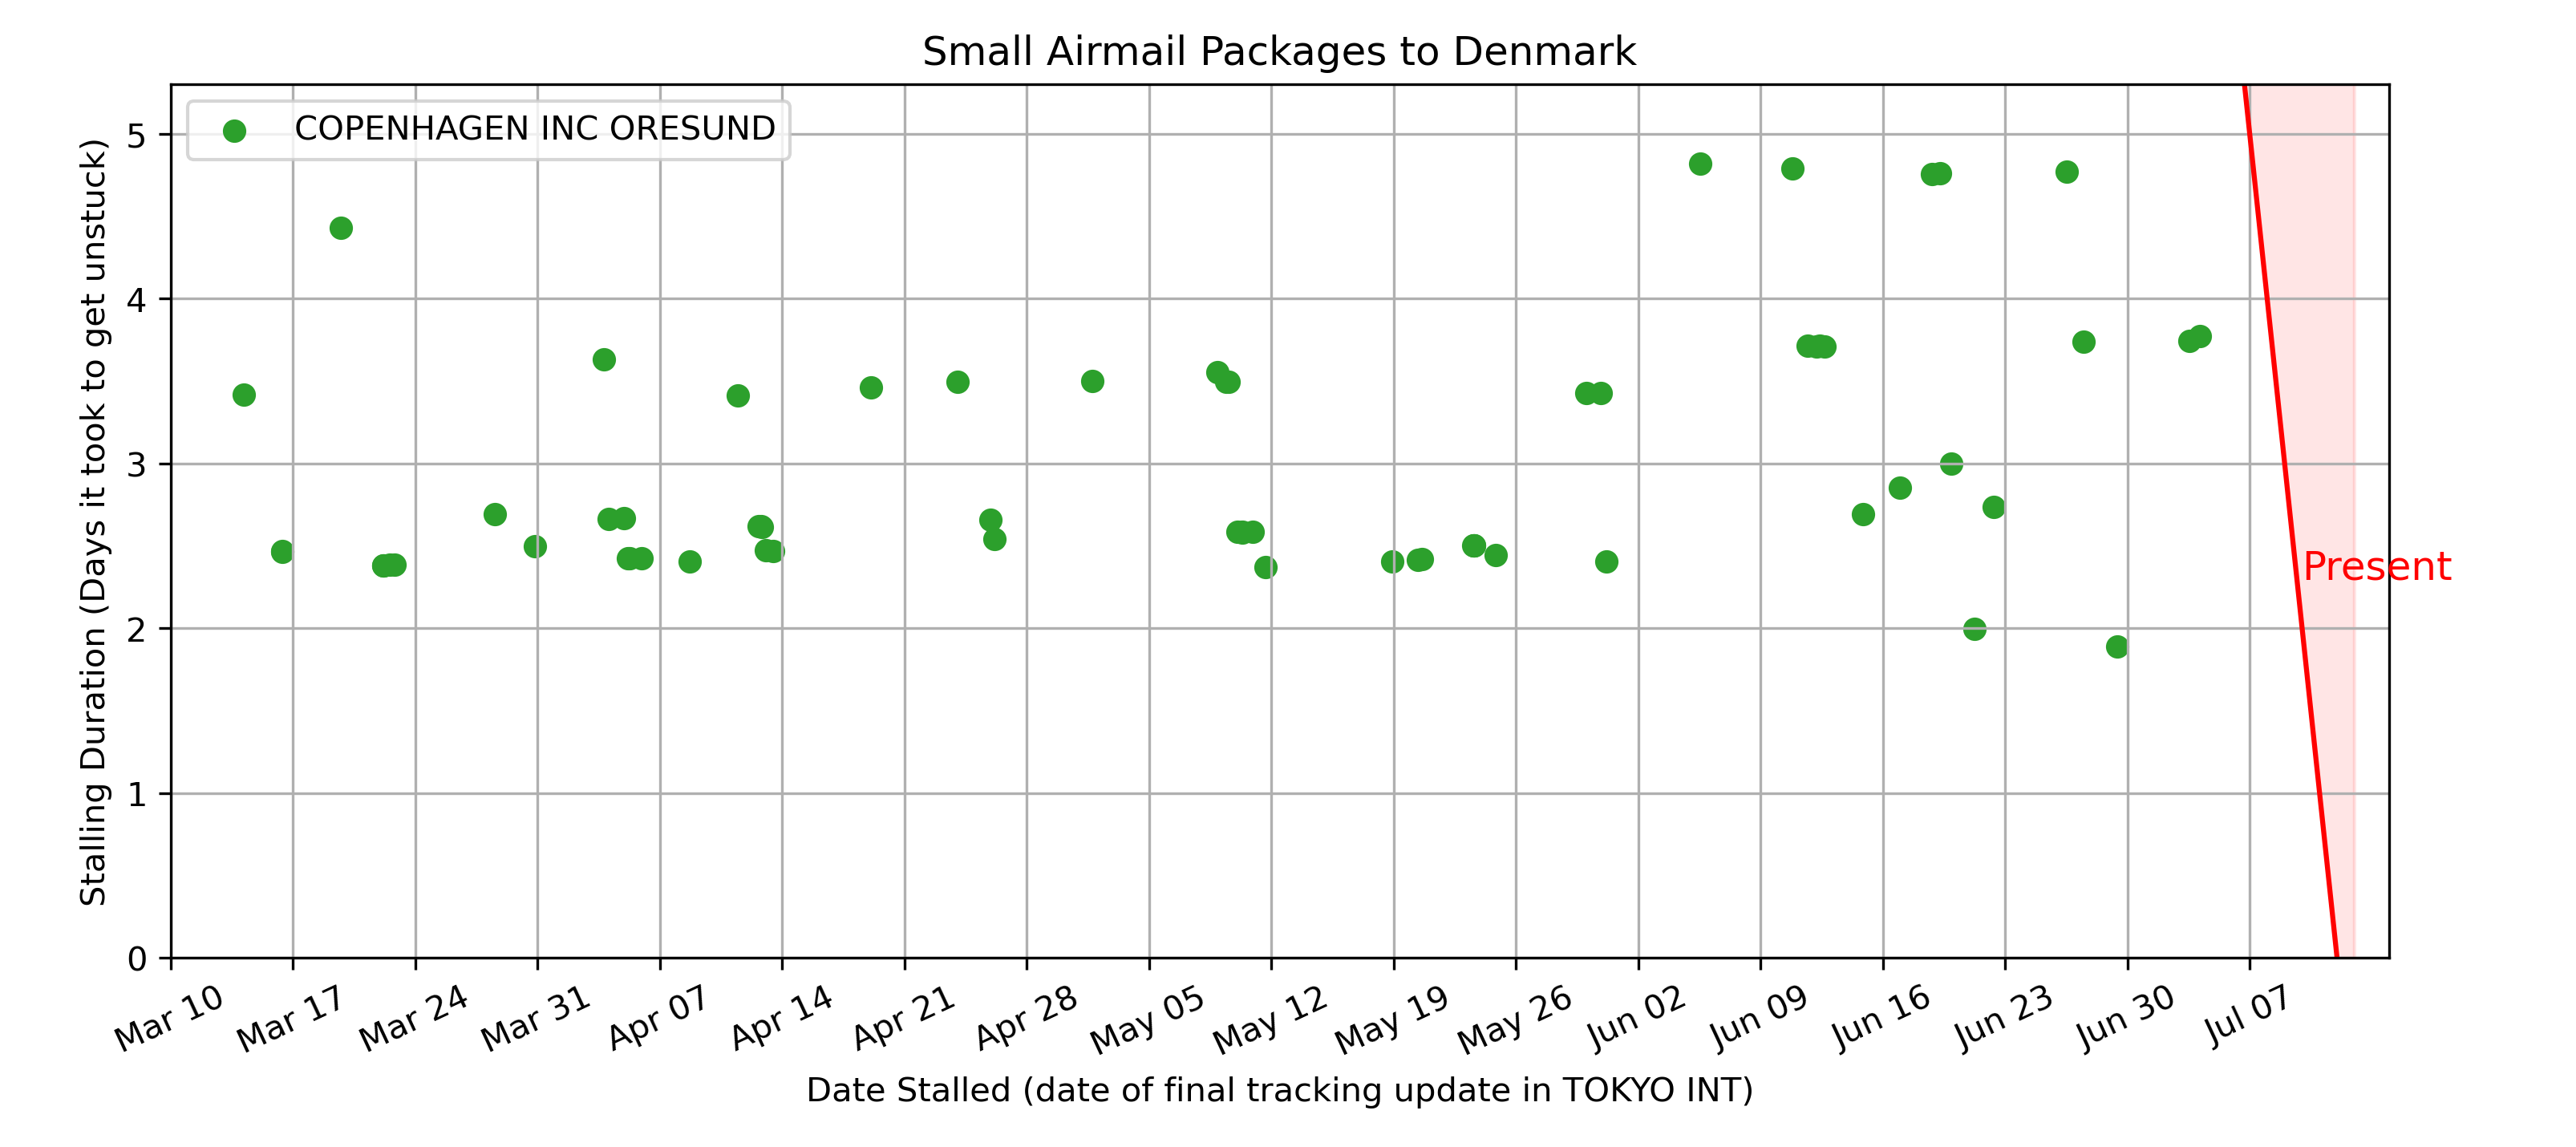 Small Airmail Packages to Denmark
COPENHAGEN INC ORESUND
Stalling Duration (Days it took to get unstuck)
5
4
3
2
1
0
Present
Mar 10
Mar 17
Mar 24
Mar 31
Apr 07
Apr 14
Apr 21
Apr 28
May 05
May 12
May 19
May 26
Jun 02
Jun 09
Jun 16
Jun 23
Jun 30
Jul 07
Date Stalled (date of final tracking update in TOKYO INT)